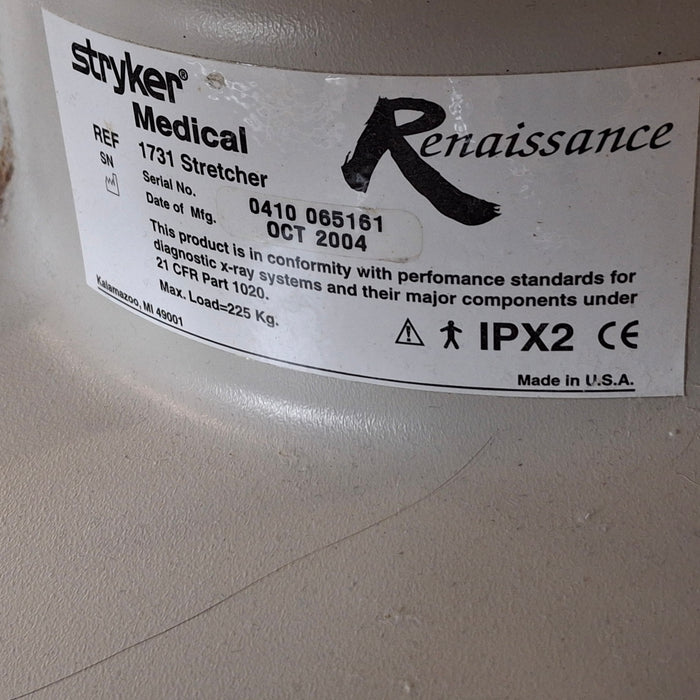 stryker®
Medical
Renaissance
REF 1731 Stretcher
SN Serial No. 0410 065161
Date of Mfg. OCT 2004
This product is in conformity with perfomance standards for
diagnostic x-ray systems and their major components under
21 CFR Part 1020.
Max. Load=225 Kg.
Kalamazoo, MI 49001
IPX2 CE
Made in U.S.A.